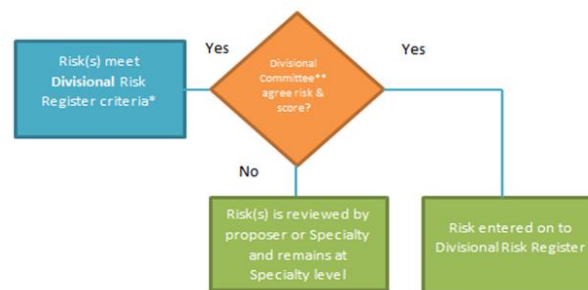 Yes
Yes
Risk(s) meet
Divisional Risk
Register criteria*
Divisional
Committee**
agree risk &
score?
No
Risk(s) is reviewed by
proposer or Specialty
and remains at
Specialty level
Risk entered on to
Divisional Risk Register